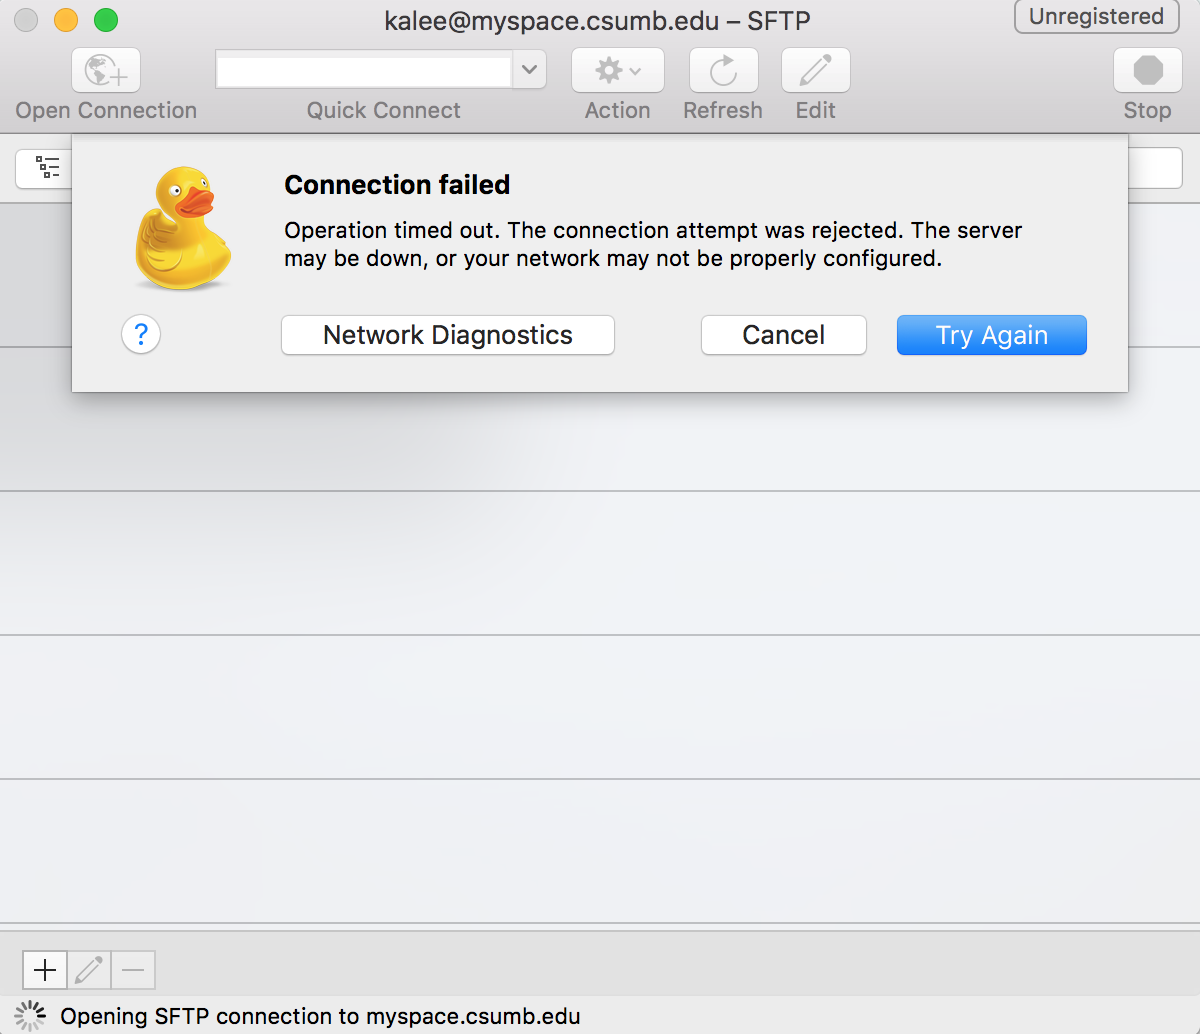 kalee@myspace.csumb.edu – SFTP
Unregistered
Open Connection
Quick Connect
Action
Refresh
Edit
Stop
Connection failed
Operation timed out. The connection attempt was rejected. The server
may be down, or your network may not be properly configured.
?
Network Diagnostics
Cancel
Try Again
Opening SFTP connection to myspace.csumb.edu